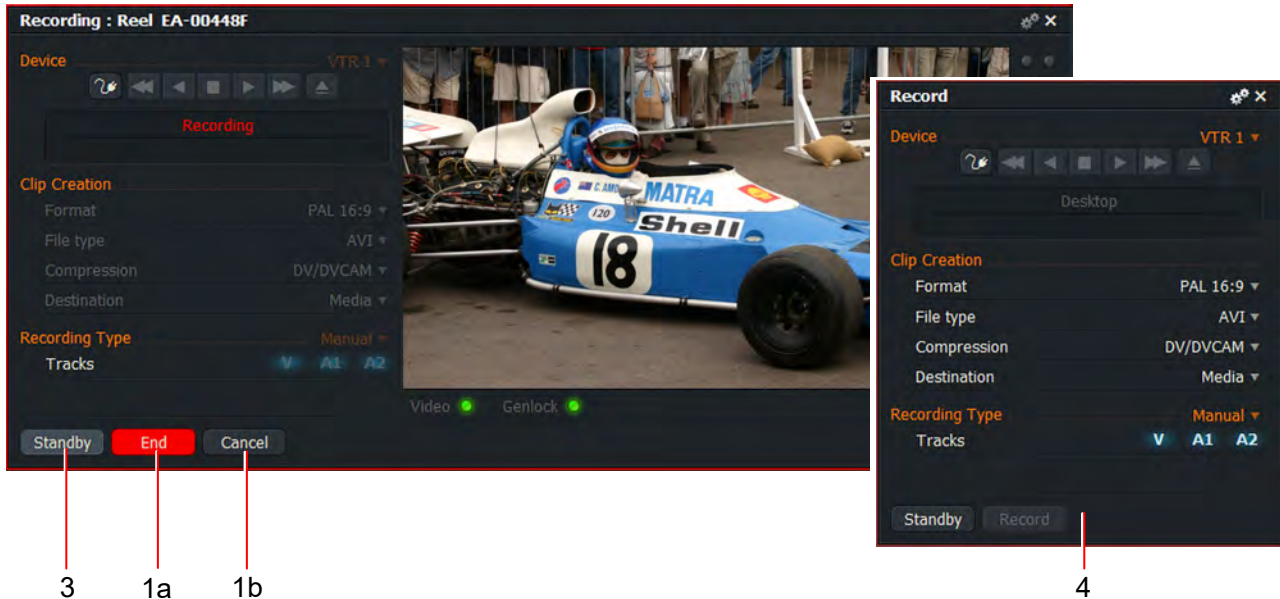 Recording : Reel EA-00448F
Device VTR 1
Recording
Clip Creation
Format PAL 16:9
File type AVI
Compression DV/DVCAM
Destination Media
Recording Type Manual
Tracks V A1 A2
C. AMO
MATRA
120
Shell
18
Video Genlock
Standby End Cancel
3 1a 1b
Record
Device VTR 1
Desktop
Clip Creation
Format PAL 16:9
File type AVI
Compression DV/DVCAM
Destination Media
Recording Type Manual
Tracks V A1 A2
Standby Record
4